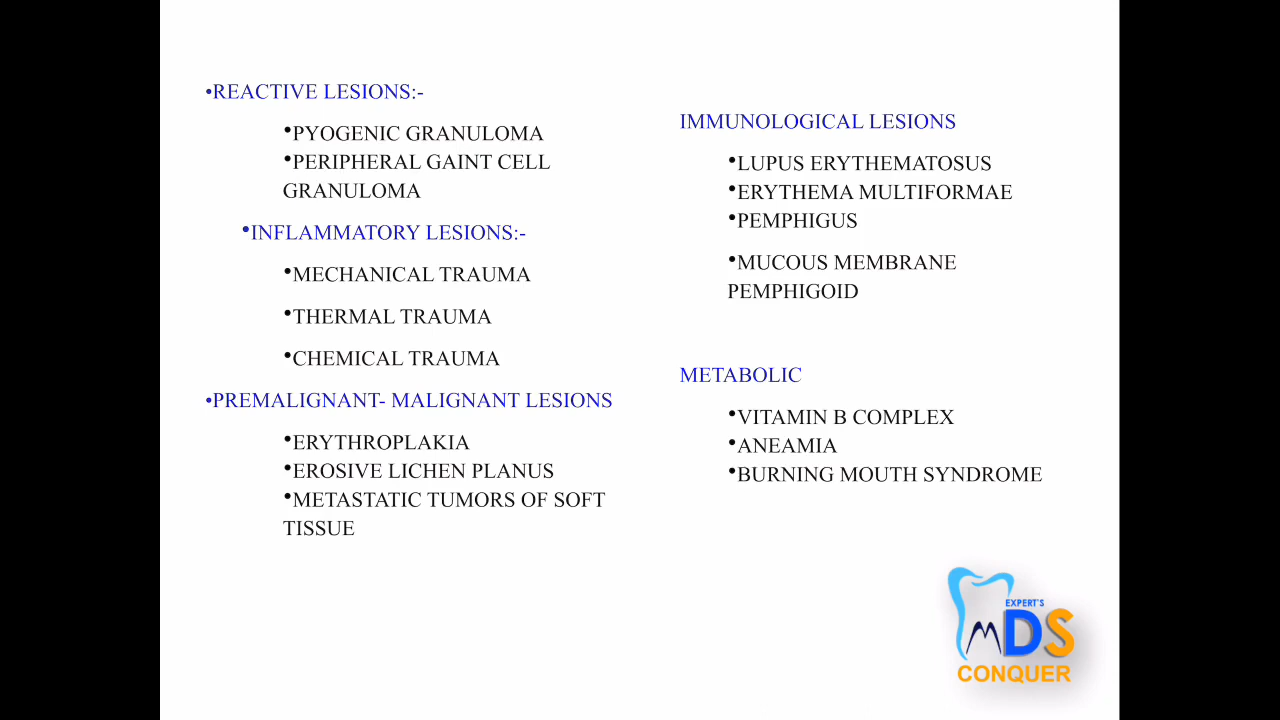 •REACTIVE LESIONS:-
•PYOGENIC GRANULOMA
•PERIPHERAL GAINT CELL
GRANULOMA
•INFLAMMATORY LESIONS:-
•MECHANICAL TRAUMA
•THERMAL TRAUMA
•CHEMICAL TRAUMA
•PREMALIGNANT- MALIGNANT LESIONS
•ERYTHROPLAKIA
•EROSIVE LICHEN PLANUS
•METASTATIC TUMORS OF SOFT
TISSUE
IMMUNOLOGICAL LESIONS
•LUPUS ERYTHEMATOSUS
•ERYTHEMA MULTIFORMAE
•PEMPHIGUS
•MUCOUS MEMBRANE
PEMPHIGOID
METABOLIC
•VITAMIN B COMPLEX
•ANEAMIA
•BURNING MOUTH SYNDROME
EXPERT'S
MDS
CONQUER